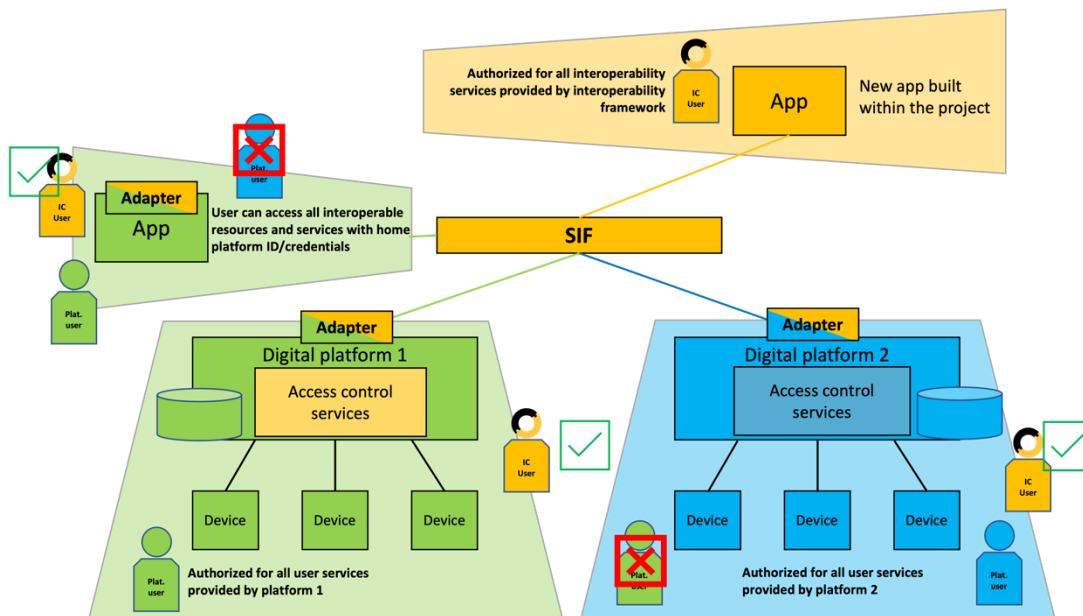 Authorized for all interoperability
services provided by interoperability
framework
IC
User
App
New app built
within the project
Plat.
user
IC
User
Adapter
App
User can access all interoperable
resources and services with home
platform ID/credentials
Plat.
user
SIF
Adapter
Digital platform 1
Access control
services
IC
User
Device
Device
Device
Plat.
user
Authorized for all user services
provided by platform 1
Adapter
Digital platform 2
Access control
services
IC
User
Device
Device
Device
Plat.
user
Authorized for all user services
provided by platform 2
Plat.
user